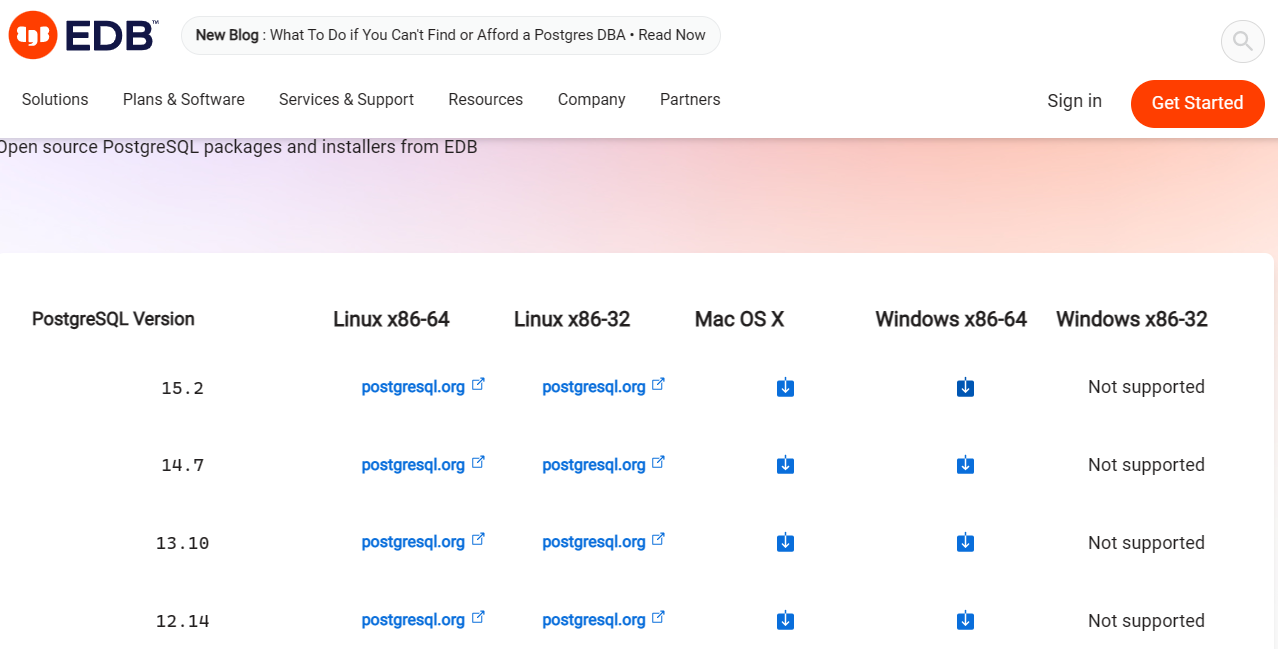 EDB™
New Blog : What To Do if You Can't Find or Afford a Postgres DBA • Read Now
Solutions Plans & Software Services & Support Resources Company Partners Sign in Get Started
Open source PostgreSQL packages and installers from EDB
PostgreSQL Version Linux x86-64 Linux x86-32 Mac OS X Windows x86-64 Windows x86-32
15.2 postgresql.org postgresql.org Not supported
14.7 postgresql.org postgresql.org Not supported
13.10 postgresql.org postgresql.org Not supported
12.14 postgresql.org postgresql.org Not supported